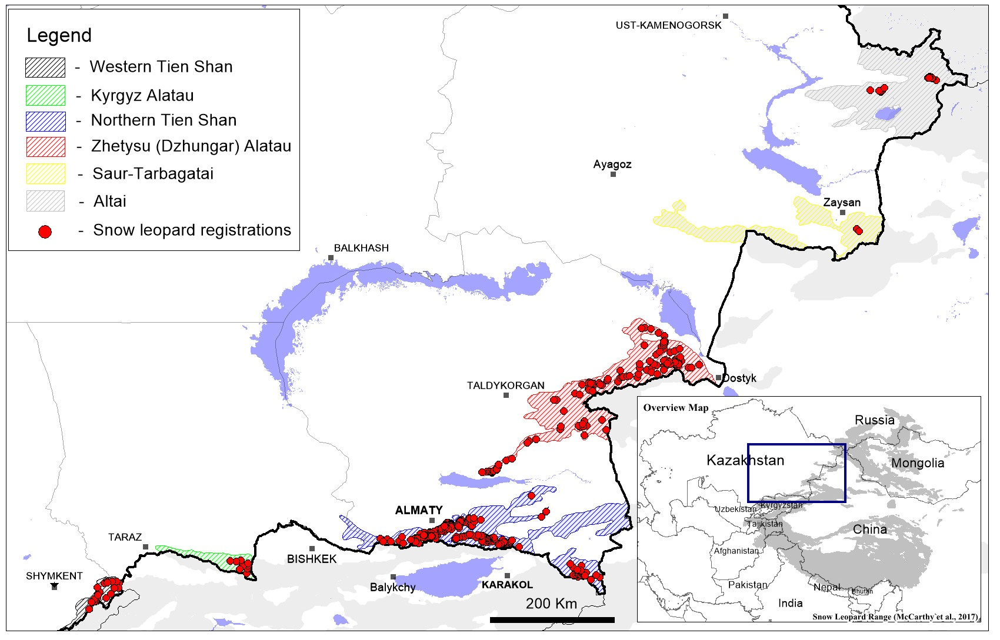 Legend
- Western Tien Shan
- Kyrgyz Alatau
- Northern Tien Shan
- Zhetysu (Dzhungar) Alatau
- Saur-Tarbagatai
- Altai
- Snow leopard registrations
UST-KAMENOGORSK
Ayagoz
Zaysan
BALKHASH
TALDYKORGAN
Dostyk
ALMATY
TARAZ
BISHKEK
SHYMKENT
Balykchy
KARAKOL
200 Km
Overview Map
Russia
Kazakhstan
Mongolia
Uzbekistan
Kyrgyzstan
Tajikistan
China
Afghanistan
Pakistan
Nepal
Bhutan
India
Snow Leopard Range (McCarthy et al., 2017)